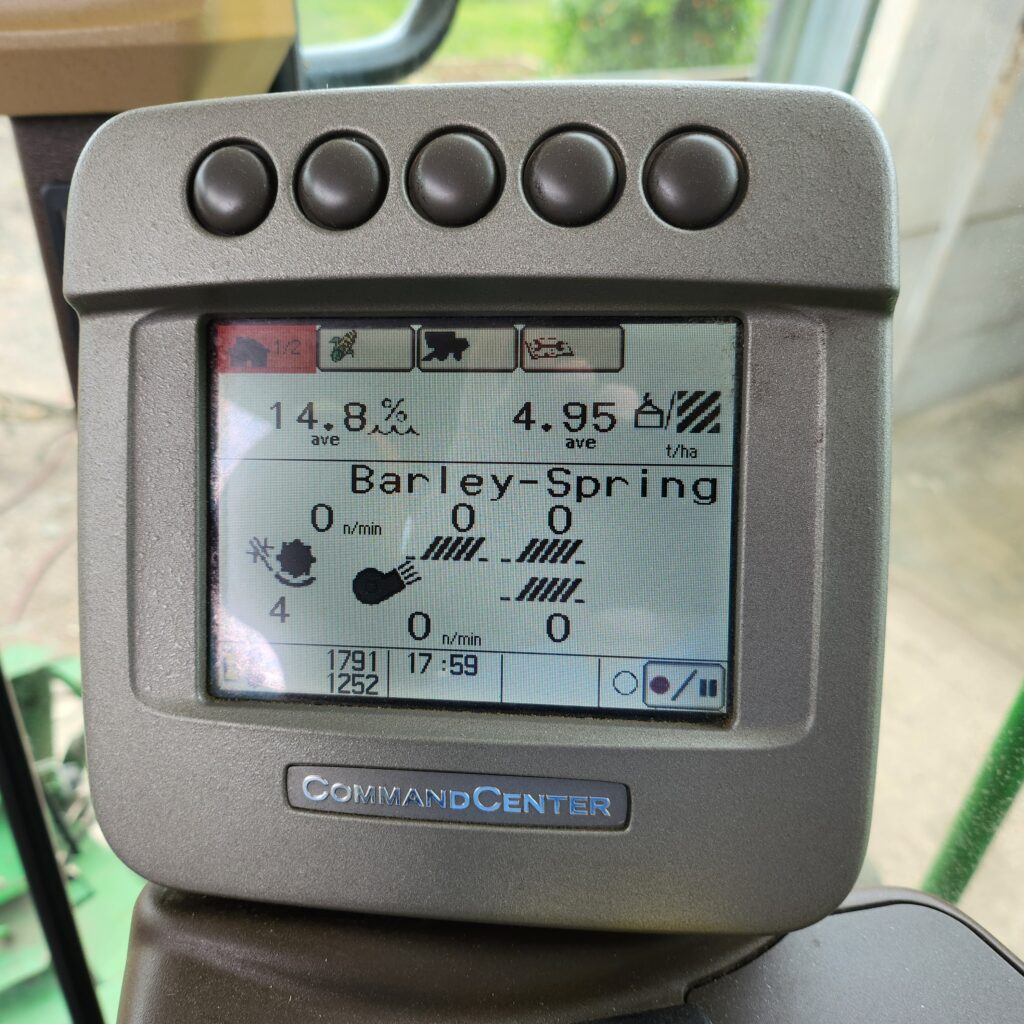 1/2
14.8 %
ave
4.95
ave
t/ha
Barley-Spring
0 n/min 0 0
4
0 n/min 0
1791 17:59
1252
COMMANDCENTER